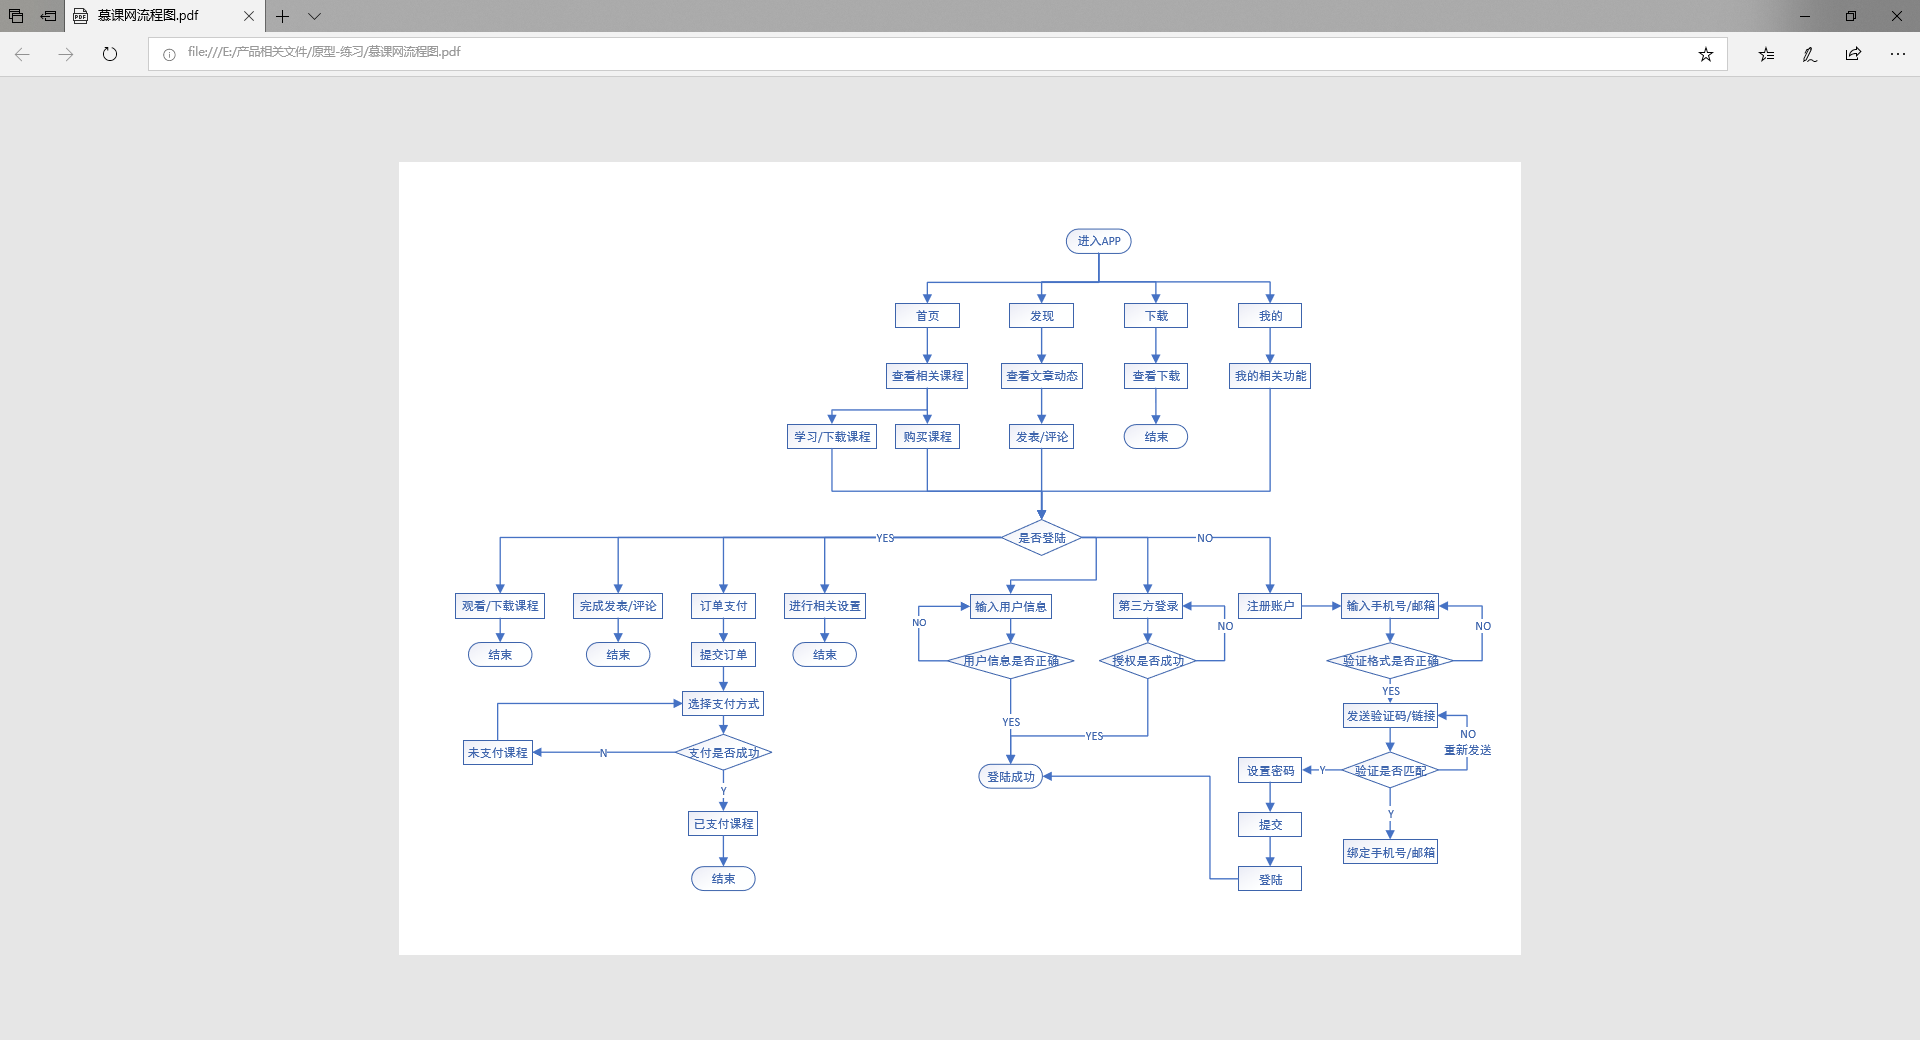 慕课网流程图.pdf
file:///E:/产品相关文件/原型-练习/慕课网流程图.pdf
进入APP
首页
发现
下载
我的
查看相关课程
查看文章动态
查看下载
我的相关功能
学习/下载课程
购买课程
发表/评论
结束
是否登陆
YES
NO
观看/下载课程
完成发表/评论
订单支付
进行相关设置
输入用户信息
第三方登录
注册账户
输入手机号/邮箱
NO
NO
NO
结束
结束
提交订单
结束
用户信息是否正确
授权是否成功
验证格式是否正确
YES
选择支付方式
发送验证码/链接
YES
YES
NO
重新发送
未支付课程
N
支付是否成功
登陆成功
设置密码
Y
验证是否匹配
Y
Y
已支付课程
提交
绑定手机号/邮箱
结束
登陆